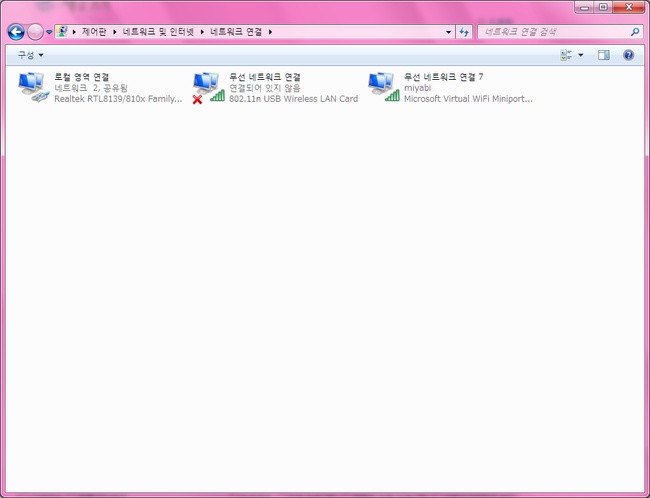 제어판 ▸ 네트워크 및 인터넷 ▸ 네트워크 연결 ▸
네트워크 연결 검색
구성
로컬 영역 연결
네트워크 2, 공유됨
Realtek RTL8139/810x Family...
무선 네트워크 연결
연결되어 있지 않음
802.11n USB Wireless LAN Card
무선 네트워크 연결 7
miyabi
Microsoft Virtual WiFi Miniport...